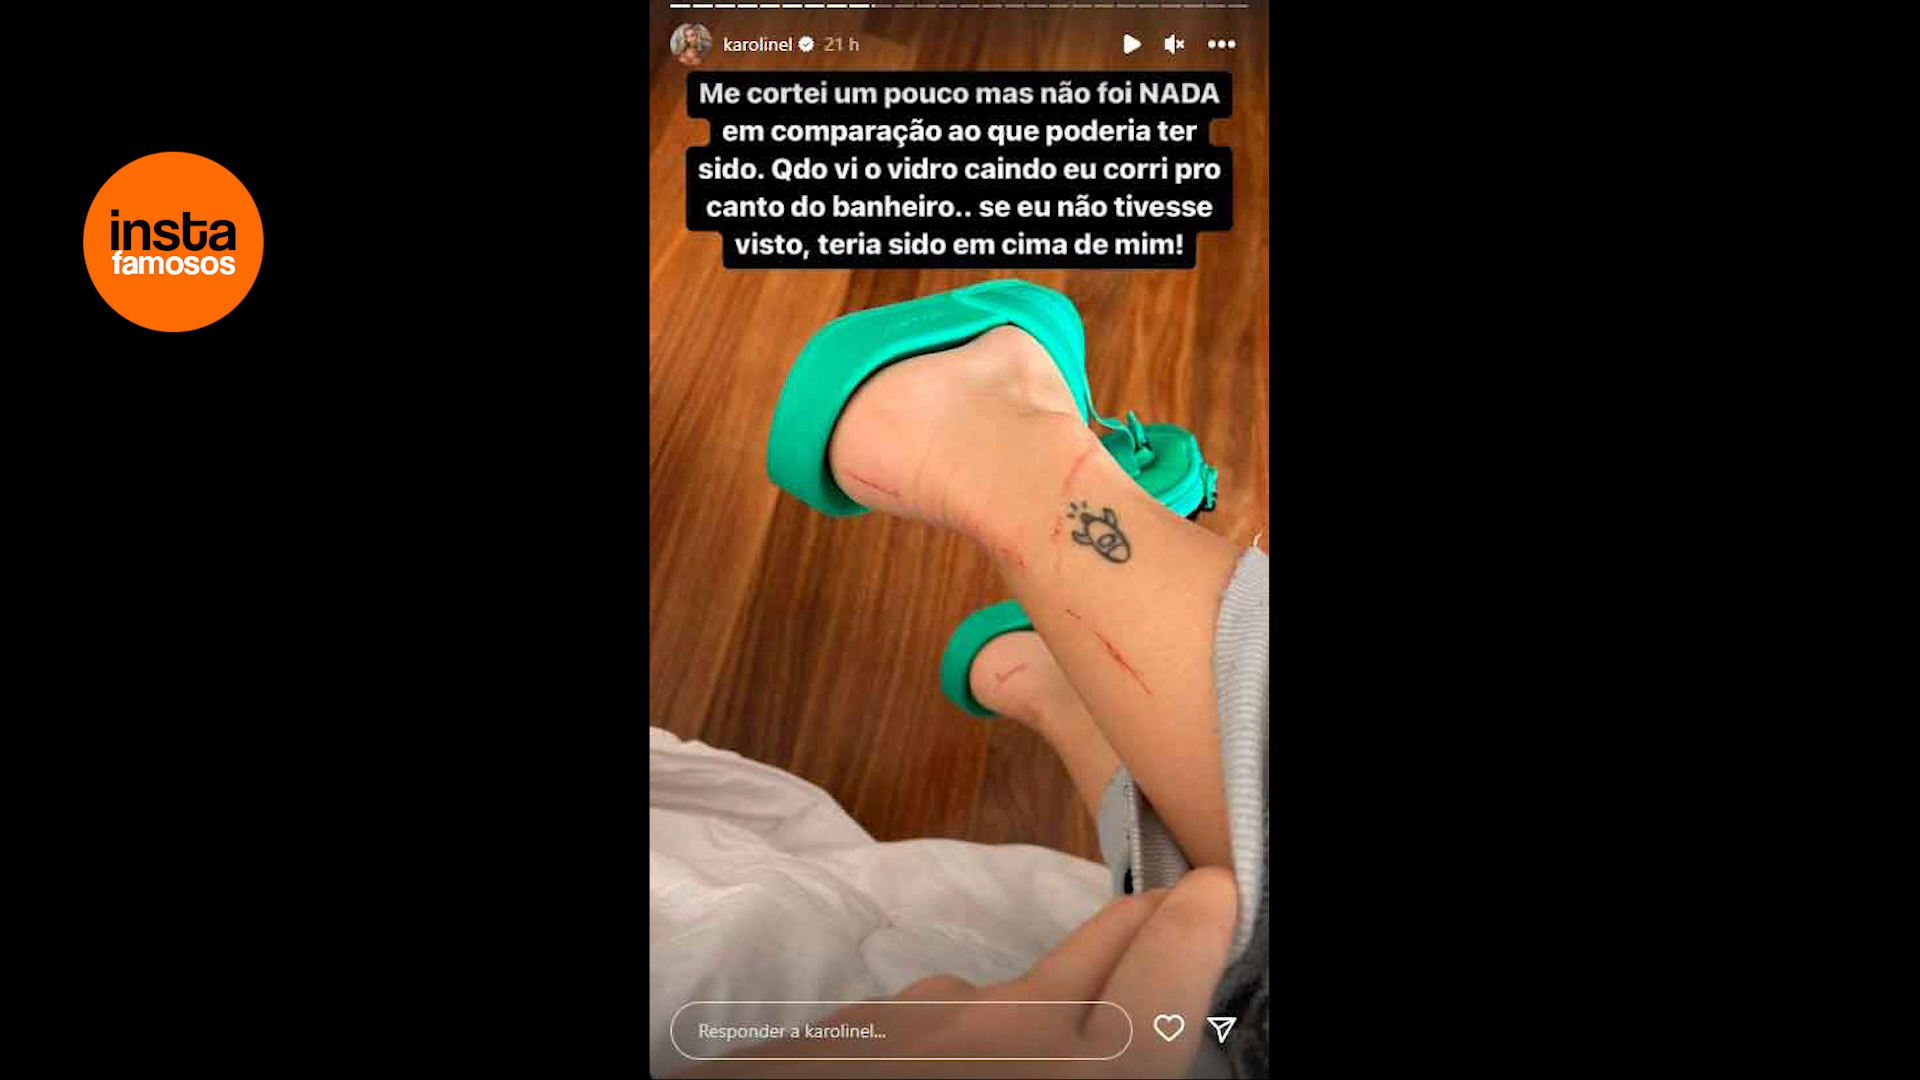 insta
famosos
karolinel 21 h
Me cortei um pouco mas não foi NADA
em comparação ao que poderia ter
sido. Qdo vi o vidro caindo eu corri pro
canto do banheiro.. se eu não tivesse
visto, teria sido em cima de mim!
Responder a karolinel...